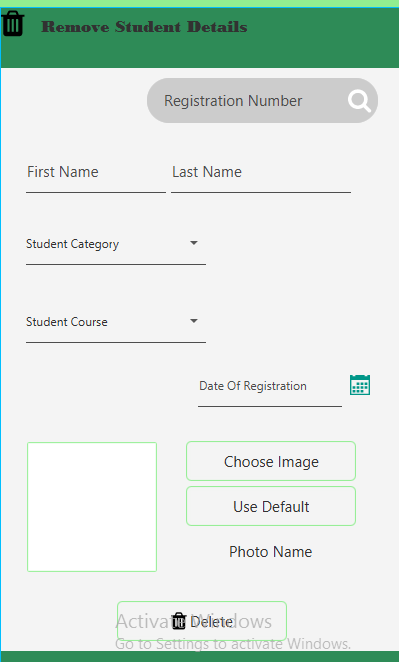 Remove Student Details
Registration Number
First Name
Last Name
Student Category
Student Course
Date Of Registration
Choose Image
Use Default
Photo Name
Delete
Activate Windows
Go to Settings to activate Windows.